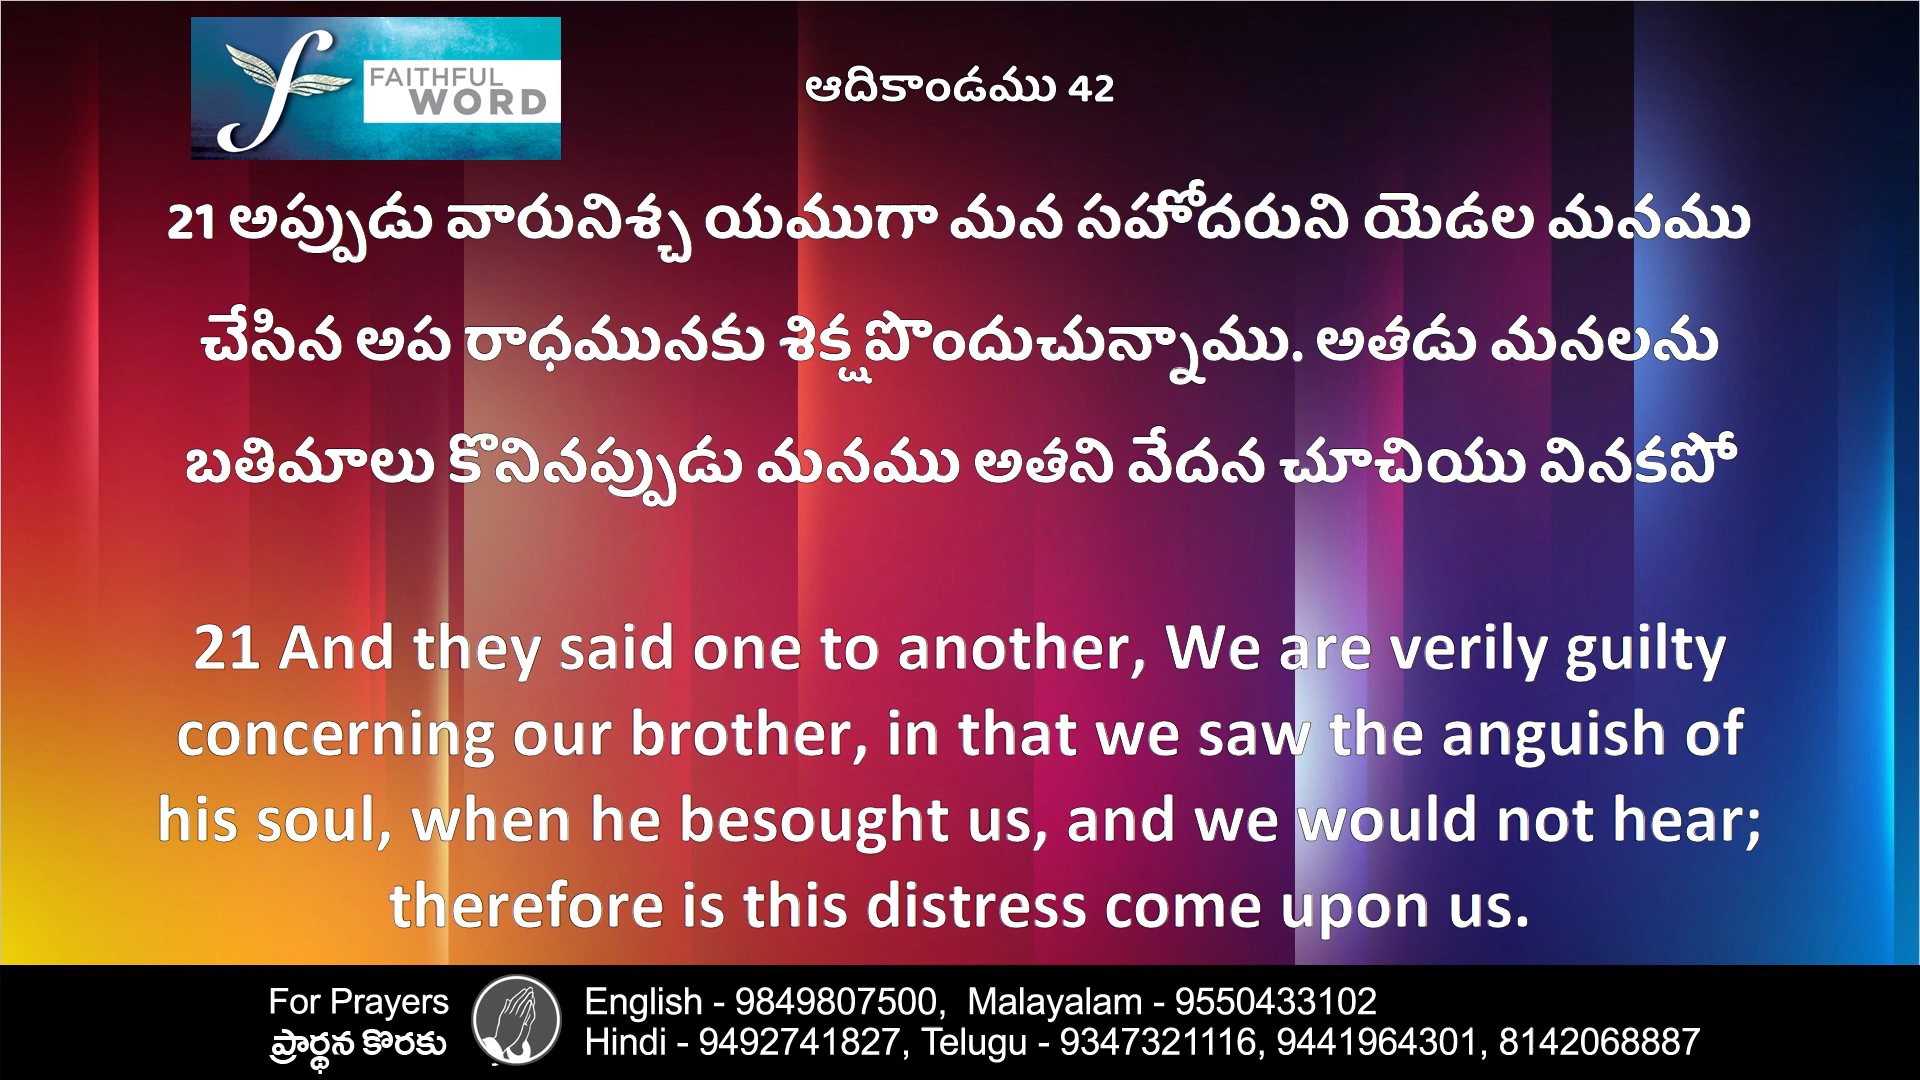 FAITHFUL
WORD
ఆదికాండము 42
21 అప్పుడు వారునిశ్చ యముగా మన సహోదరుని యెడల మనము
చేసిన అప రాధమునకు శిక్షపొందుచున్నాము. అతడు మనలను
బతిమాలు కొనినప్పుడు మనము అతని వేదన చూచియు వినకపో
21 And they said one to another, We are verily guilty
concerning our brother, in that we saw the anguish of
his soul, when he besought us, and we would not hear;
therefore is this distress come upon us.
For Prayers
ప్రార్థన కొరకు
English - 9849807500, Malayalam - 9550433102
Hindi - 9492741827, Telugu - 9347321116, 9441964301, 8142068887